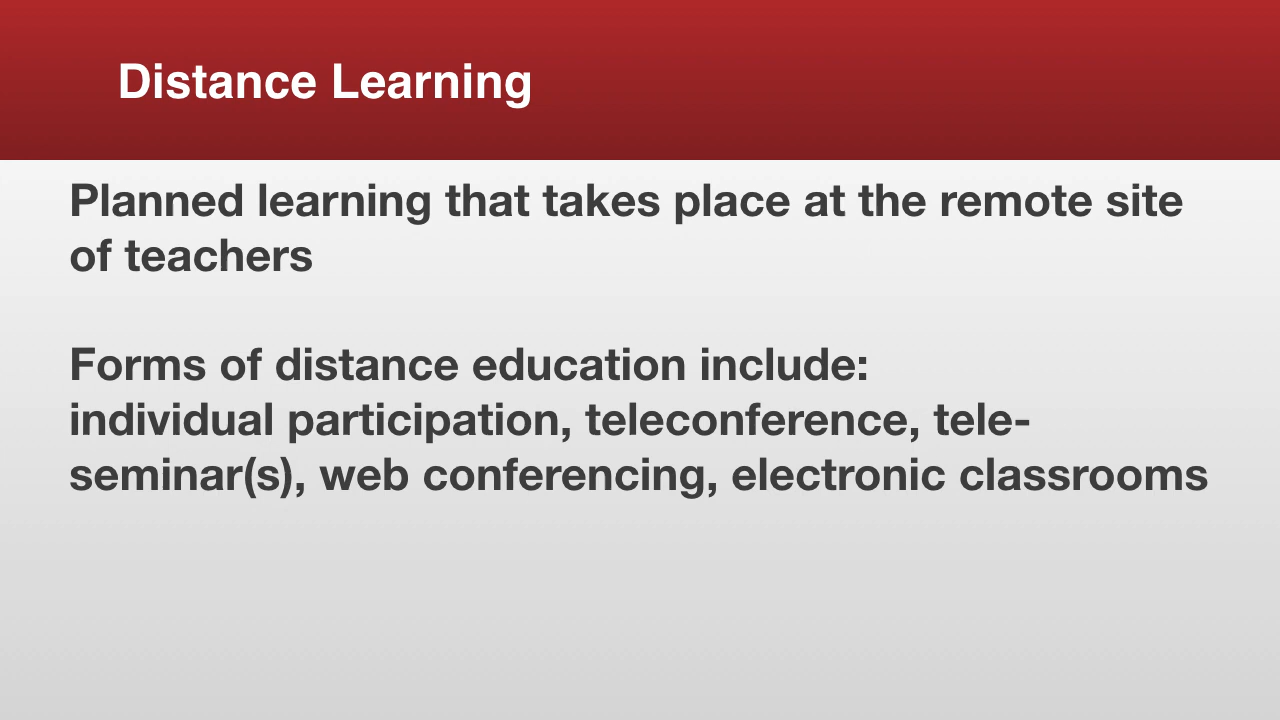 Distance Learning
Planned learning that takes place at the remote site
of teachers
Forms of distance education include:
individual participation, teleconference, tele-
seminar(s), web conferencing, electronic classrooms